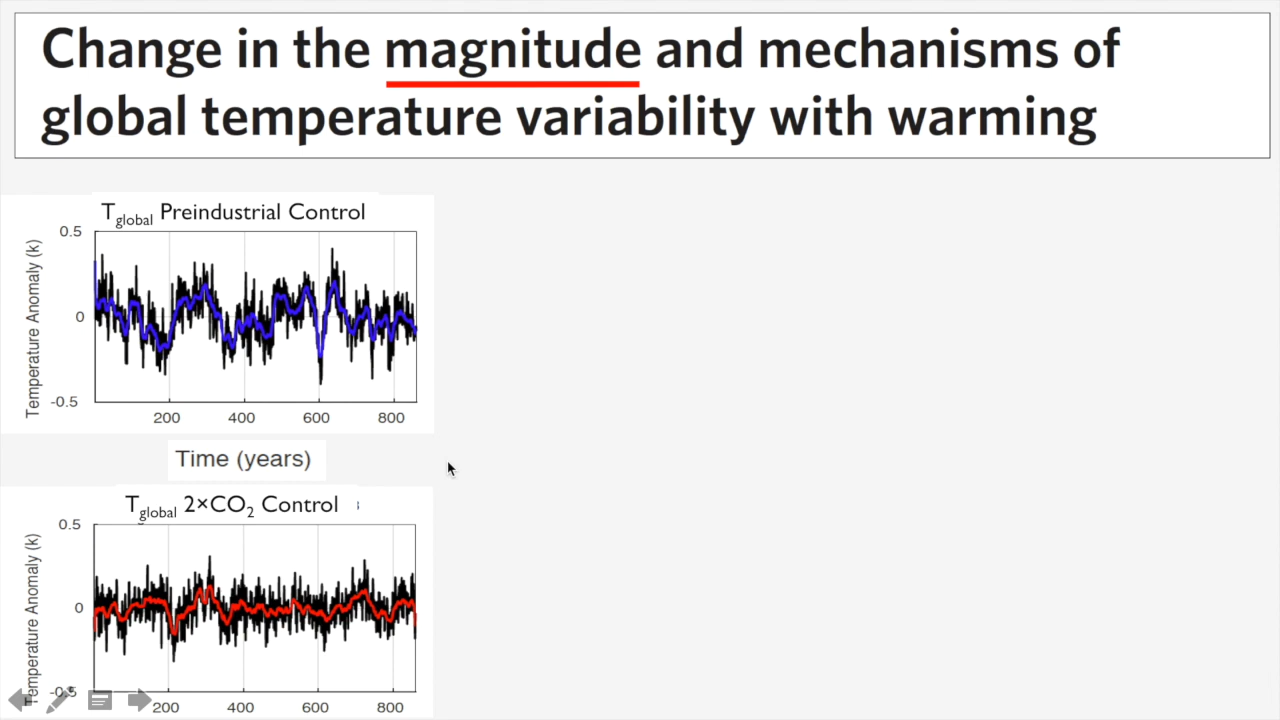 Change in the magnitude and mechanisms of
global temperature variability with warming
Tglobal Preindustrial Control
0.5
0
-0.5
Temperature Anomaly (k)
200 400 600 800
Time (years)
Tglobal 2×CO2 Control
0.5
0
-0.5
Temperature Anomaly (k)
200 400 600 800